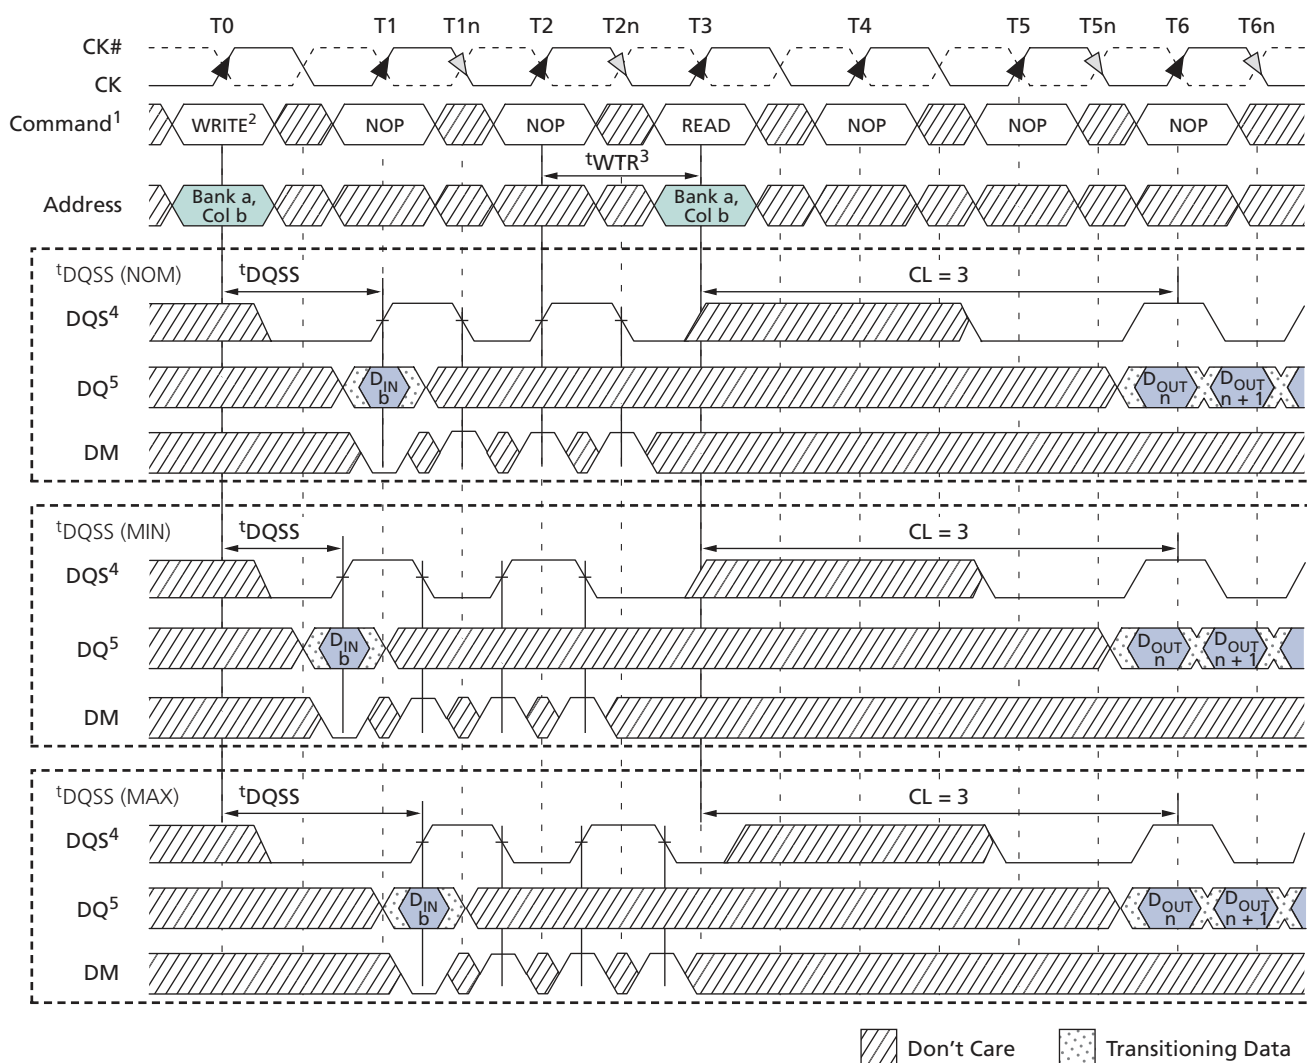 T0 T1 T1n T2 T2n T3 T4 T5 T5n T6 T6n
CK#
CK
Command1 WRITE2 NOP NOP READ NOP NOP NOP
tWTR3
Address Bank a, Col b Bank a, Col b
tDQSS (NOM) tDQSS CL = 3
DQS4
DQ5 DIN b DOUT n DOUT n + 1
DM
tDQSS (MIN) tDQSS CL = 3
DQS4
DQ5 DIN b DOUT n DOUT n + 1
DM
tDQSS (MAX) tDQSS CL = 3
DQS4
DQ5 DIN b DOUT n DOUT n + 1
DM
Don't Care Transitioning Data